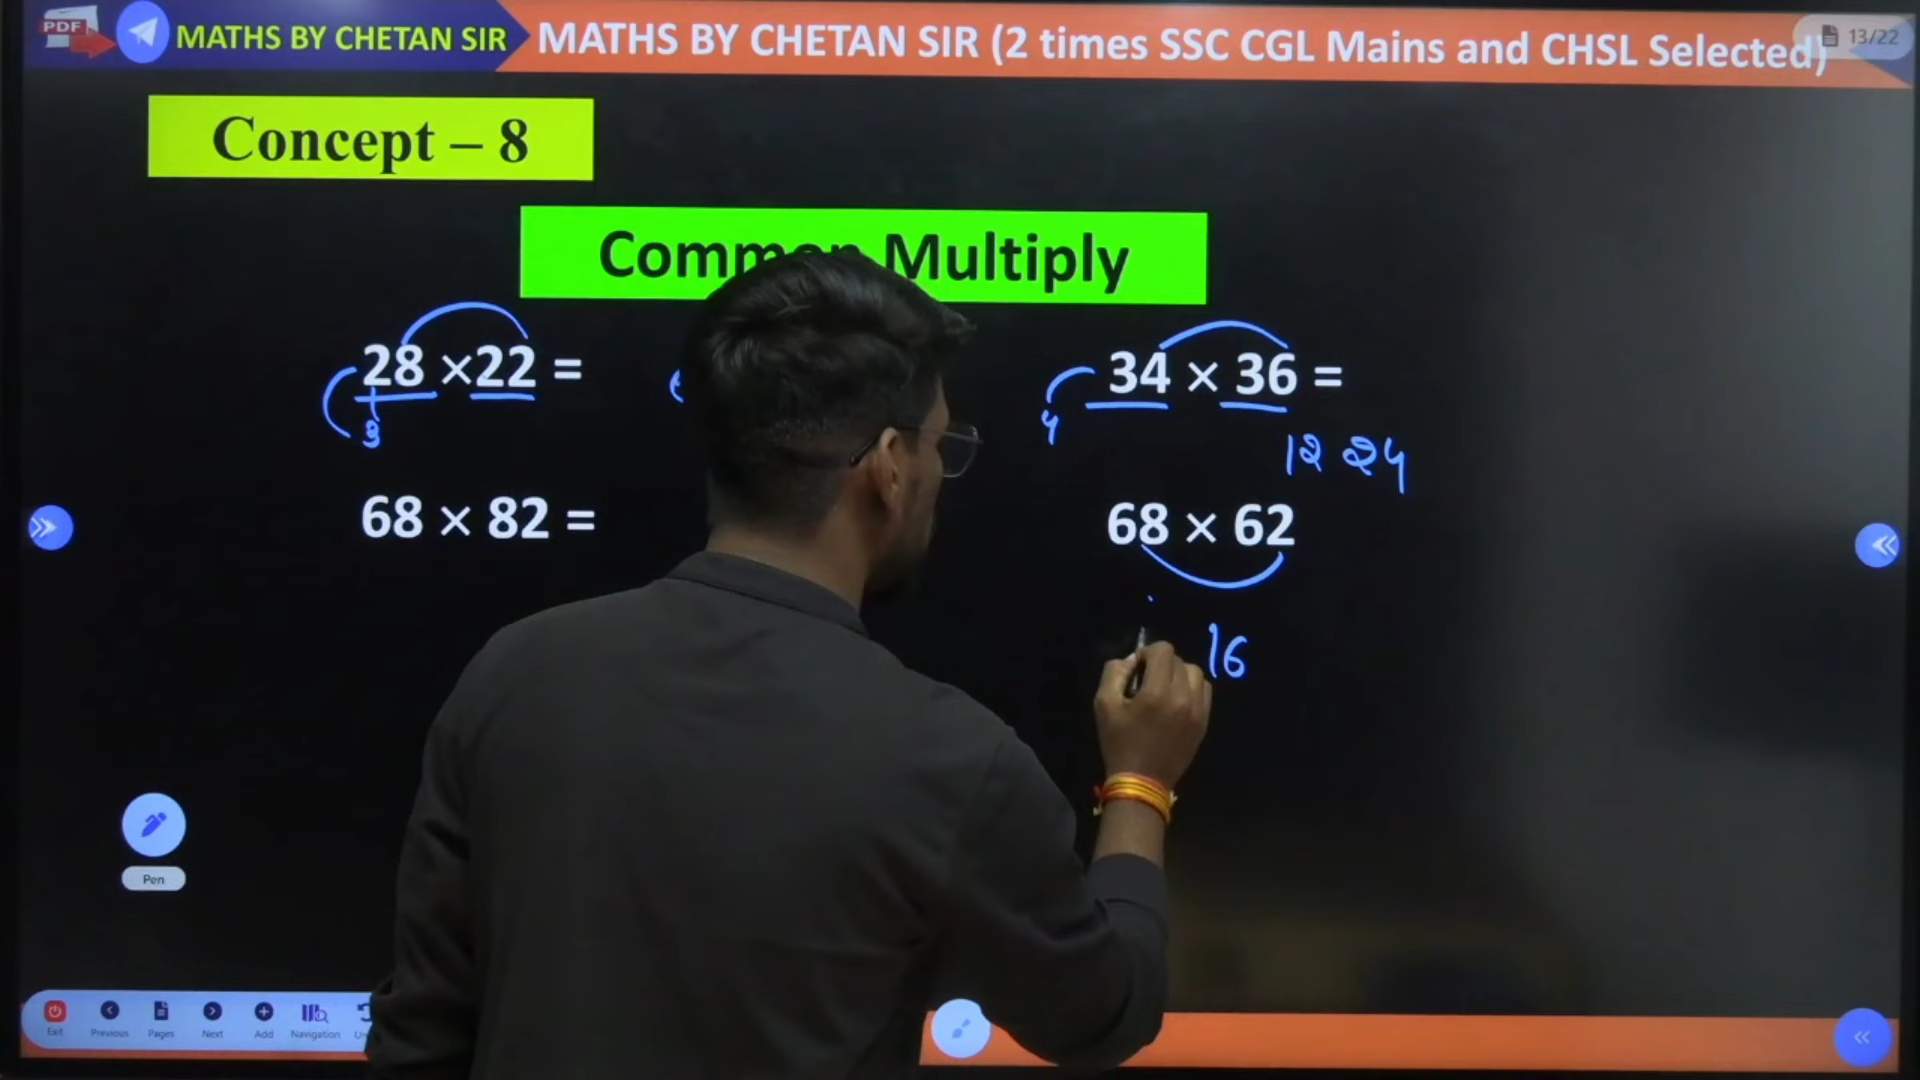 PDF
MATHS BY CHETAN SIR
MATHS BY CHETAN SIR (2 times SSC CGL Mains and CHSL Selected)
13/22
Concept – 8
Common Multiply
28 ×22 =
3
34 × 36 =
4
12 24
68 × 82 =
68 × 62
16
Pen
Exit
Previous
Pages
Next
Add
Navigation